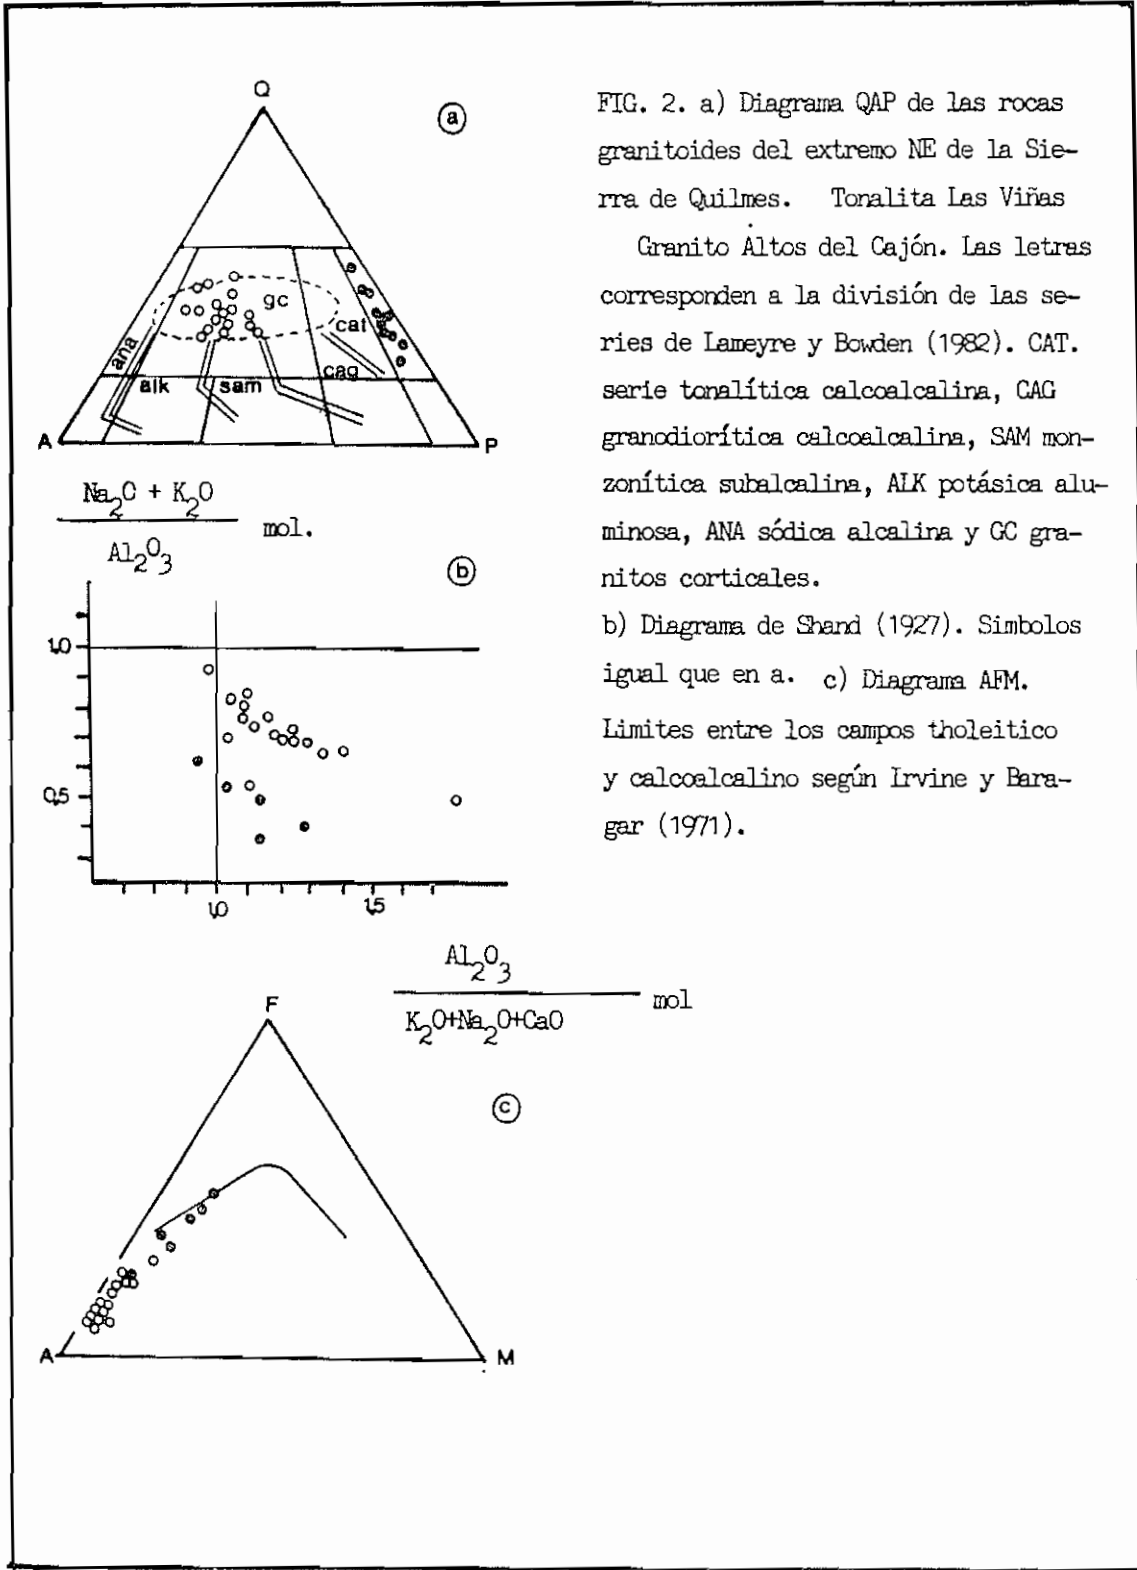 Q
a
gc
ana
cat
cag
alk
sam
A
P
Na2O + K2O
mol.
Al2O3
b
1,0
0,5
1,0
1,5
Al2O3
mol
K2O+Na2O+CaO
F
c
A
M
FIG. 2. a) Diagrama QAP de las rocas
granitoides del extremo NE de la Sie-
rra de Quilmes. Tonalita Las Viñas
Granito Altos del Cajón. Las letras
corresponden a la división de las se-
ries de Lameyre y Bowden (1982). CAT.
serie tonalítica calcoalcalina, CAG
granodiorítica calcoalcalina, SAM mon-
zonítica subalcalina, ALK potásica alu-
minosa, ANA sódica alcalina y GC gra-
nitos corticales.
b) Diagrama de Shand (1927). Simbolos
igual que en a. c) Diagrama AFM.
Limites entre los campos tholeitico
y calcoalcalino según Irvine y Bara-
gar (1971).